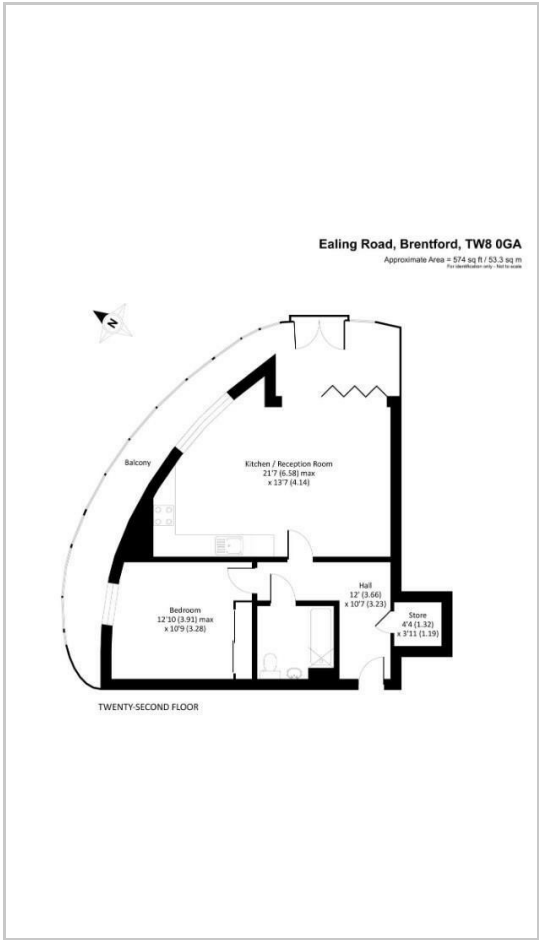 Ealing Road, Brentford, TW8 0GA
Approximate Area = 574 sq ft / 53.3 sq m
For identification only - Not to scale
N
Balcony
Kitchen / Reception Room
21'7 (6.58) max
x 13'7 (4.14)
Hall
12' (3.66)
x 10'7 (3.23)
Store
4'4 (1.32)
x 3'11 (1.19)
Bedroom
12'10 (3.91) max
x 10'9 (3.28)
TWENTY-SECOND FLOOR